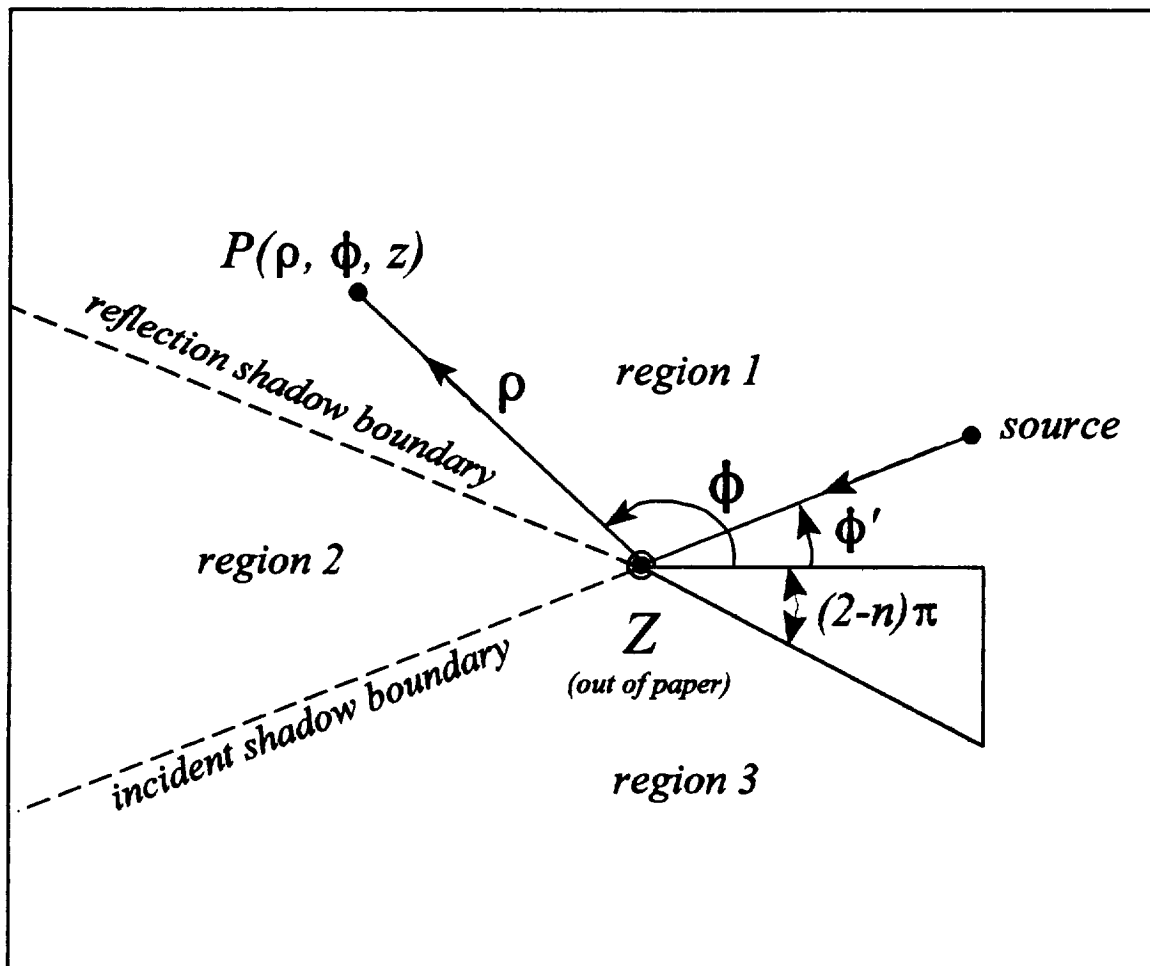 P(ρ, ϕ, z)
reflection shadow boundary
ρ
region 1
source
ϕ
ϕ'
region 2
(2-n)π
Z
(out of paper)
incident shadow boundary
region 3